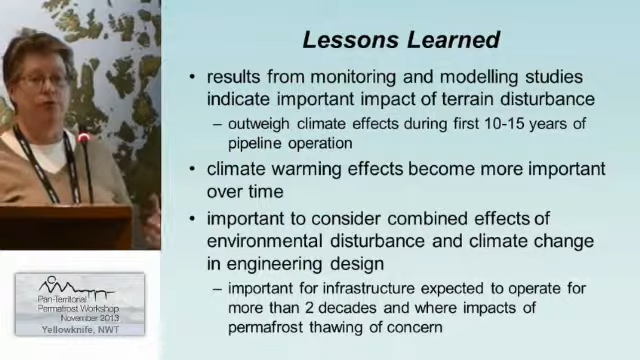 Lessons Learned
• results from monitoring and modelling studies
indicate important impact of terrain disturbance
– outweigh climate effects during first 10-15 years of
pipeline operation
• climate warming effects become more important
over time
• important to consider combined effects of
environmental disturbance and climate change
in engineering design
– important for infrastructure expected to operate for
more than 2 decades and where impacts of
permafrost thawing of concern
Pan-Territorial
Permafrost Workshop
November 2013
Yellowknife, NWT